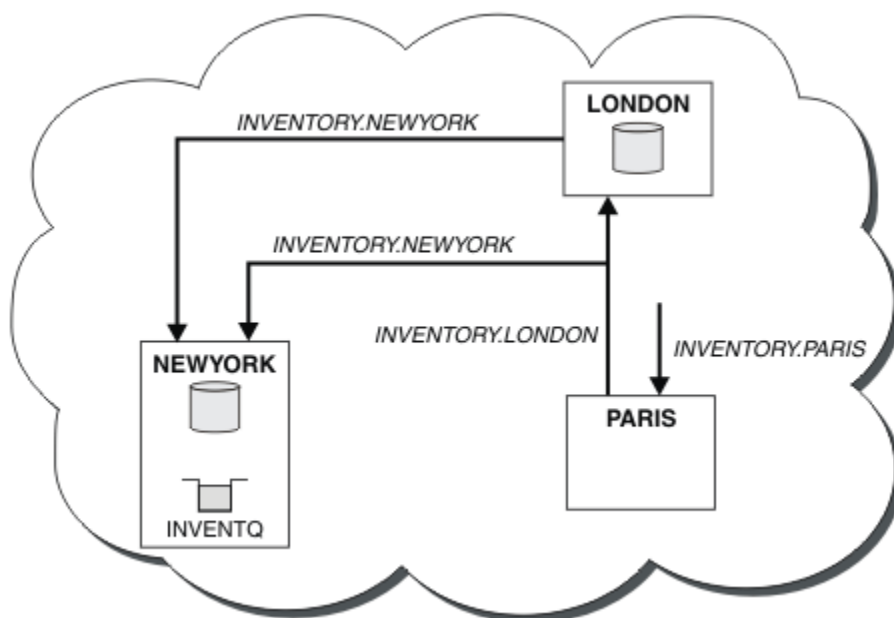 LONDON
INVENTORY.NEWYORK
INVENTORY.NEWYORK
INVENTORY.LONDON
INVENTORY.PARIS
NEWYORK
PARIS
INVENTQ